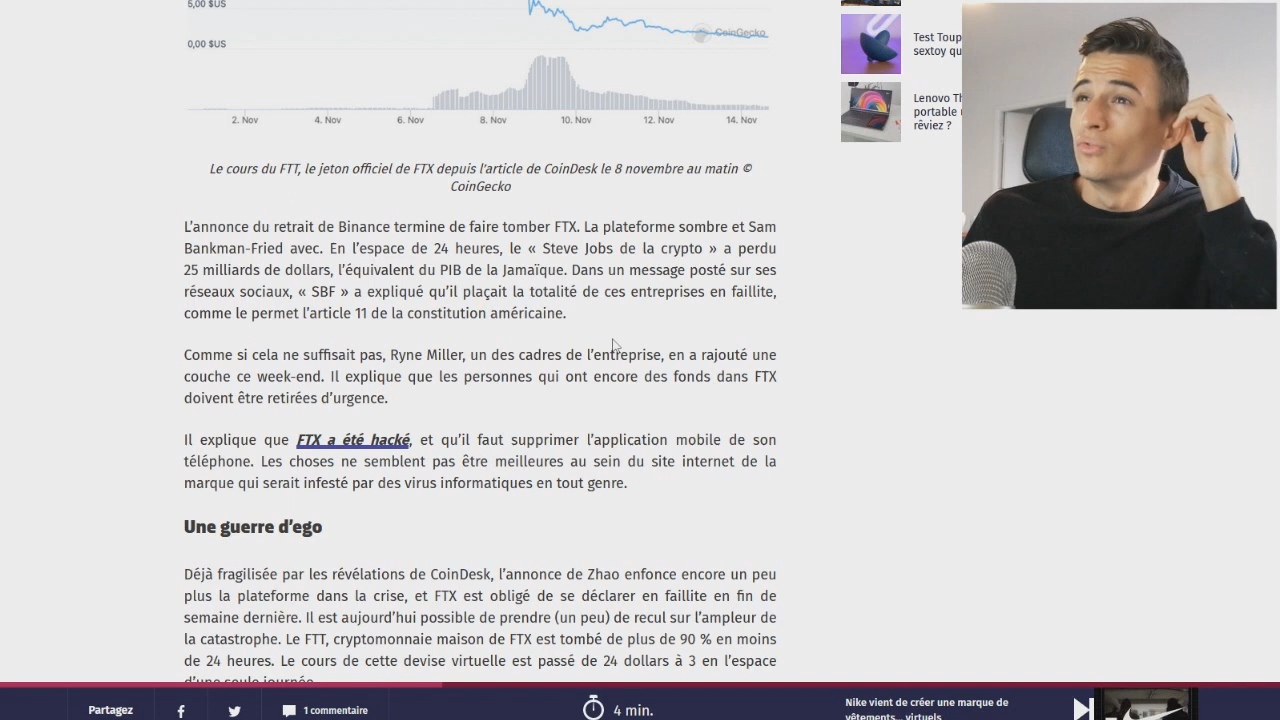 5,00 $US
0,00 $US
CoinGecko
2. Nov
4. Nov
6. Nov
8. Nov
10. Nov
12. Nov
14. Nov
Test Toup
sextoy qu
Lenovo Th
portable
rêviez ?
Le cours du FTT, le jeton officiel de FTX depuis l'article de CoinDesk le 8 novembre au matin ©
CoinGecko
L'annonce du retrait de Binance termine de faire tomber FTX. La plateforme sombre et Sam
Bankman-Fried avec. En l'espace de 24 heures, le « Steve Jobs de la crypto » a perdu
25 milliards de dollars, l'équivalent du PIB de la Jamaïque. Dans un message posté sur ses
réseaux sociaux, « SBF » a expliqué qu'il plaçait la totalité de ces entreprises en faillite,
comme le permet l'article 11 de la constitution américaine.
Comme si cela ne suffisait pas, Ryne Miller, un des cadres de l'entreprise, en a rajouté une
couche ce week-end. Il explique que les personnes qui ont encore des fonds dans FTX
doivent être retirées d'urgence.
Il explique que FTX a été hacké, et qu'il faut supprimer l'application mobile de son
téléphone. Les choses ne semblent pas être meilleures au sein du site internet de la
marque qui serait infesté par des virus informatiques en tout genre.
Une guerre d'ego
Déjà fragilisée par les révélations de CoinDesk, l'annonce de Zhao enfonce encore un peu
plus la plateforme dans la crise, et FTX est obligé de se déclarer en faillite en fin de
semaine dernière. Il est aujourd'hui possible de prendre (un peu) de recul sur l'ampleur de
la catastrophe. Le FTT, cryptomonnaie maison de FTX est tombé de plus de 90 % en moins
de 24 heures. Le cours de cette devise virtuelle est passé de 24 dollars à 3 en l'espace
d'une seule journée.
Partagez
1 commentaire
4 min.
Nike vient de créer une marque de
vêtements... virtuels